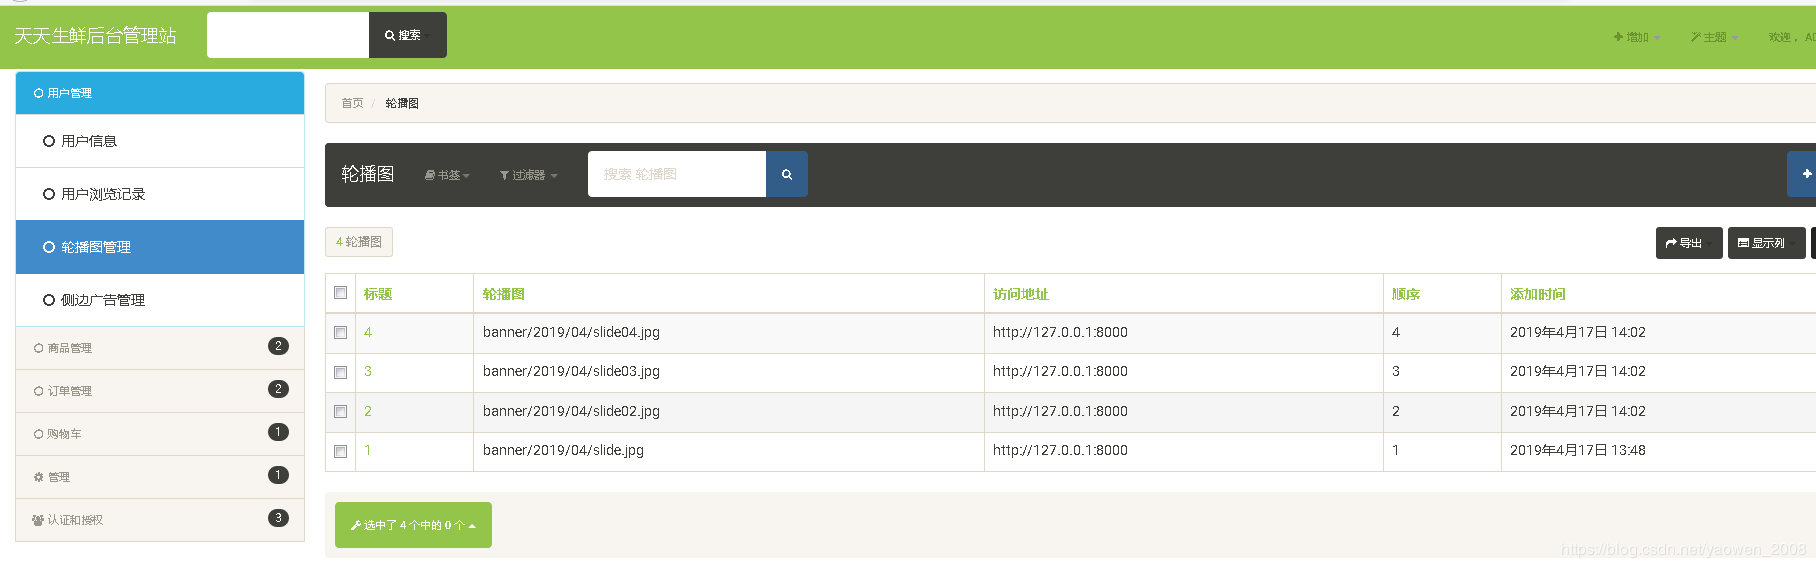 天天生鲜后台管理站
搜索
增加
主题
欢迎，AD
用户管理
用户信息
用户浏览记录
轮播图管理
侧边广告管理
商品管理 2
订单管理 2
购物车 1
管理 1
认证和授权 3
首页 / 轮播图
轮播图 书签 过滤器 搜索 轮播图
4 轮播图
导出 显示列
标题 轮播图 访问地址 顺序 添加时间
4 banner/2019/04/slide04.jpg http://127.0.0.1:8000 4 2019年4月17日 14:02
3 banner/2019/04/slide03.jpg http://127.0.0.1:8000 3 2019年4月17日 14:02
2 banner/2019/04/slide02.jpg http://127.0.0.1:8000 2 2019年4月17日 14:02
1 banner/2019/04/slide.jpg http://127.0.0.1:8000 1 2019年4月17日 13:48
选中了 4 个中的 0 个
https://blog.csdn.net/yaowen_2008